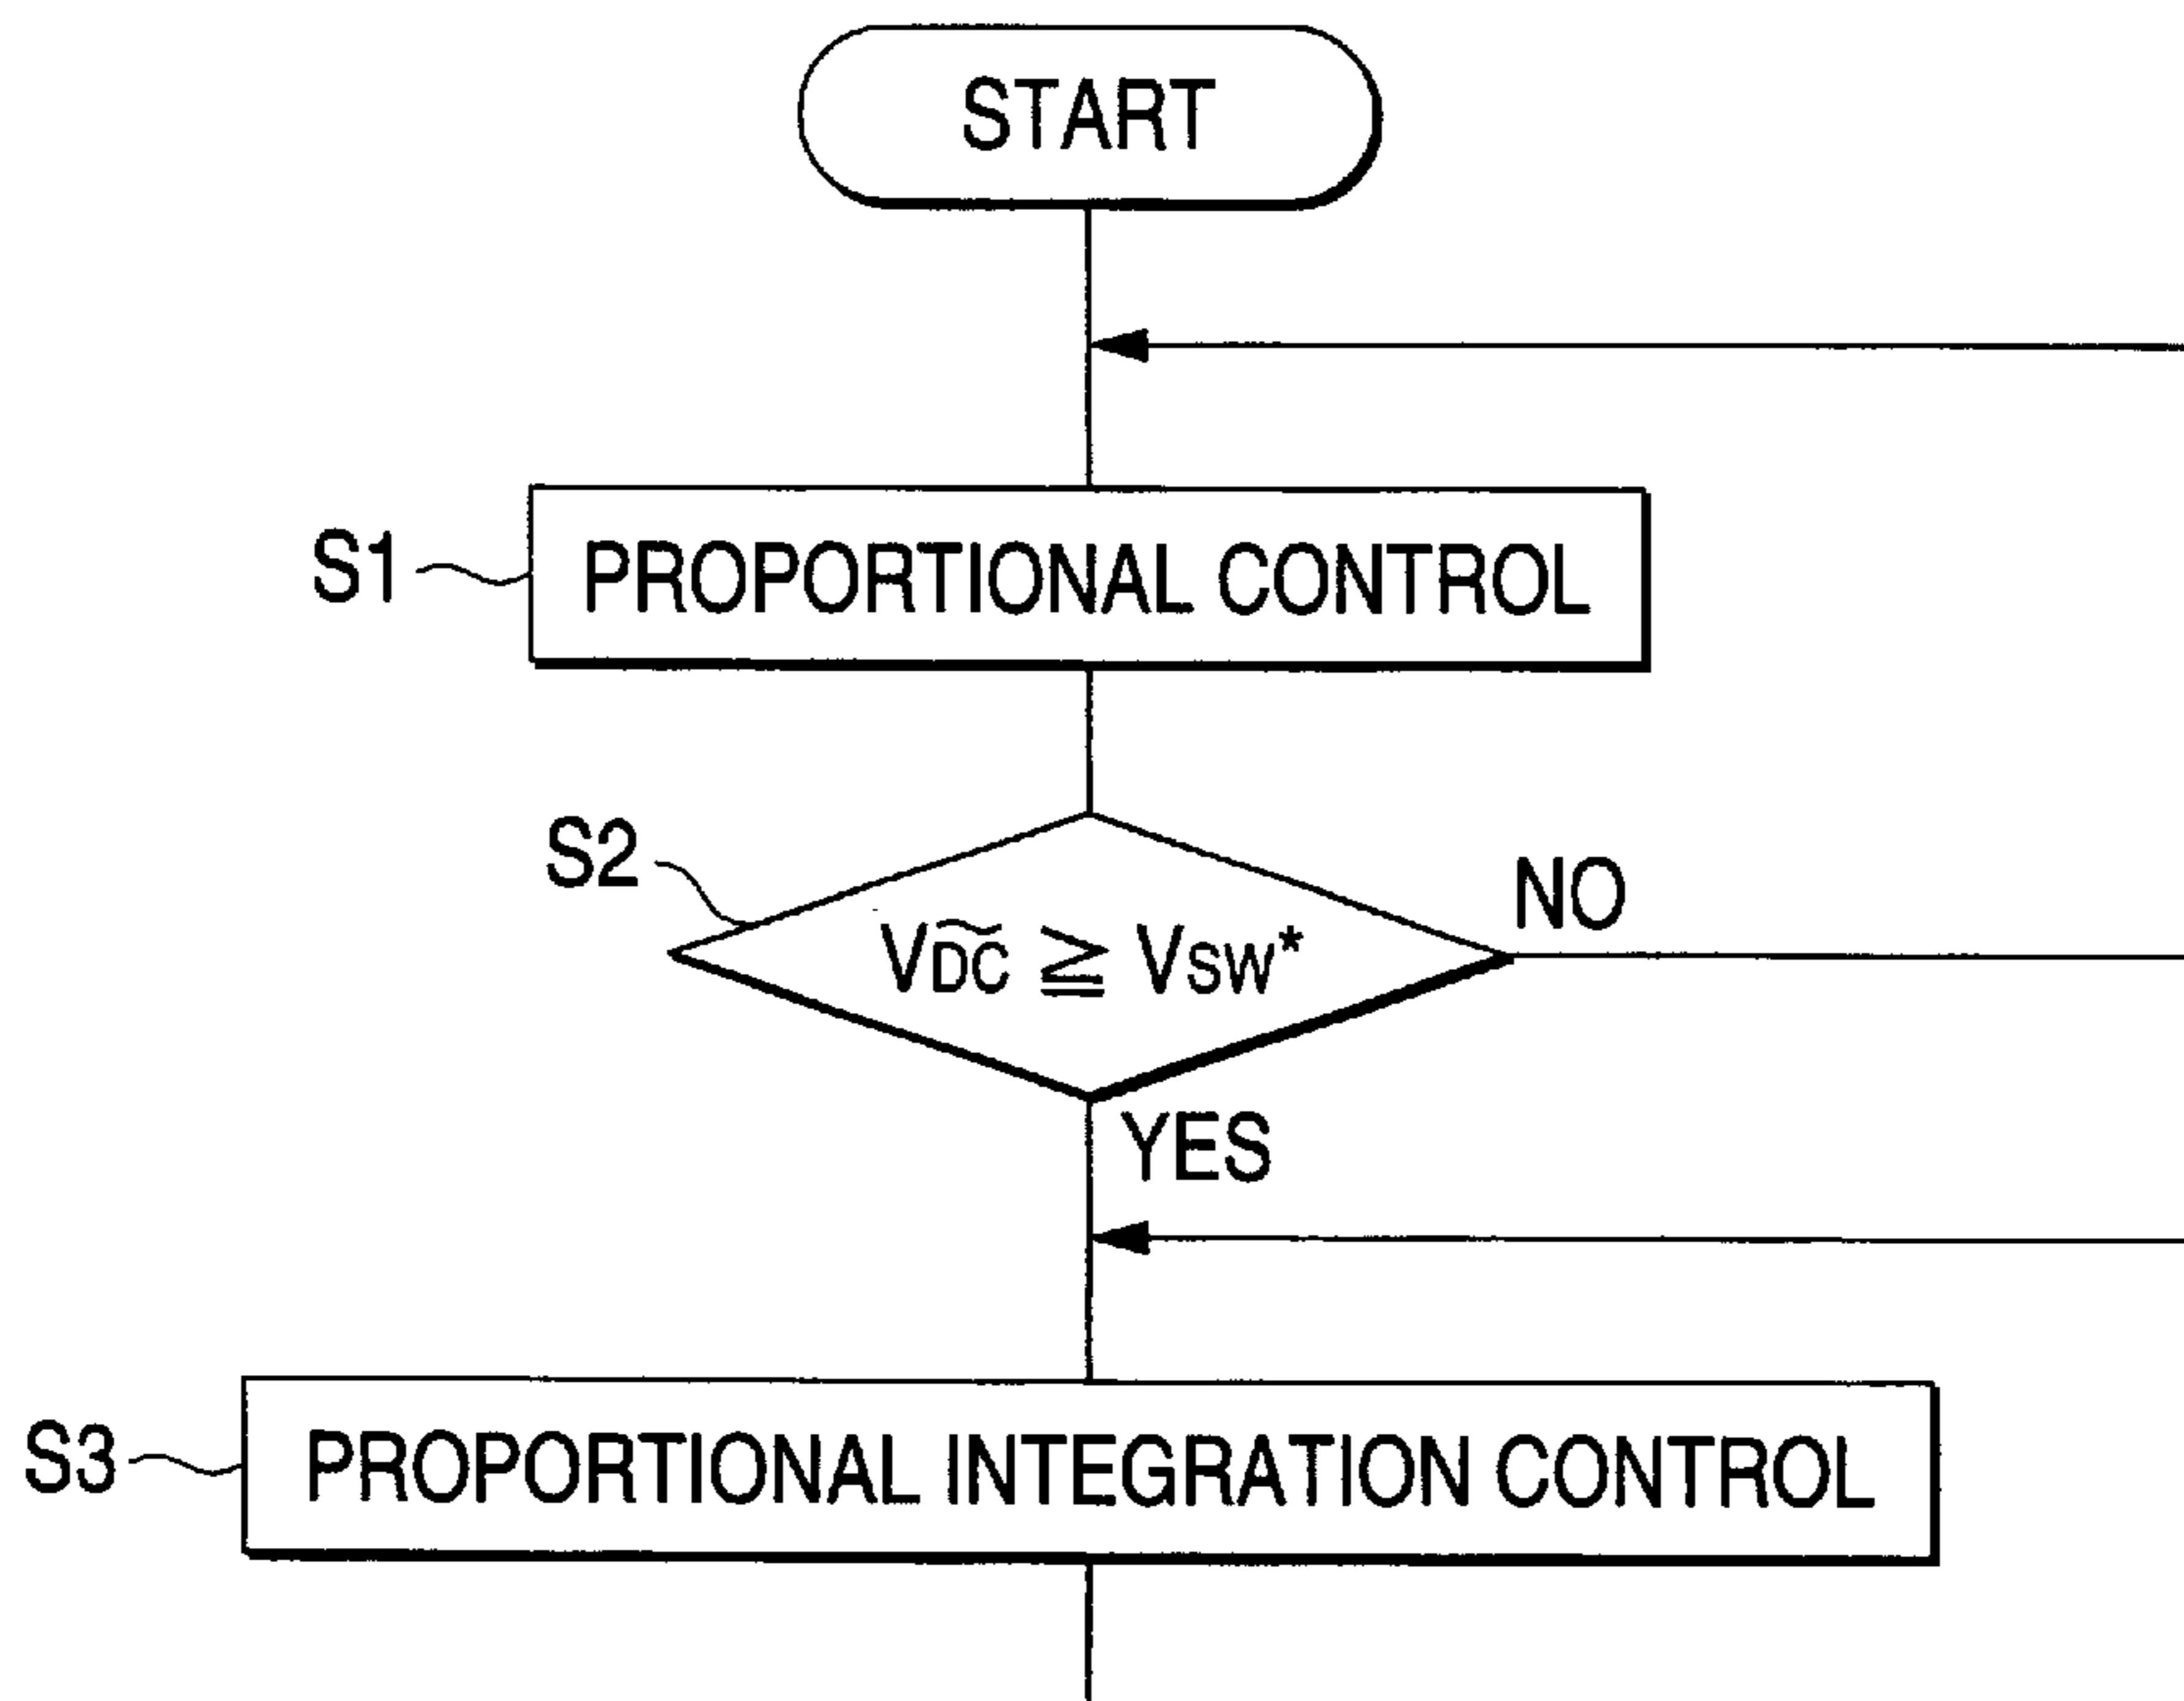 START
S1
PROPORTIONAL CONTROL
S2
NO
V~DC ≧ VSW*
YES
S3
PROPORTIONAL INTEGRATION CONTROL